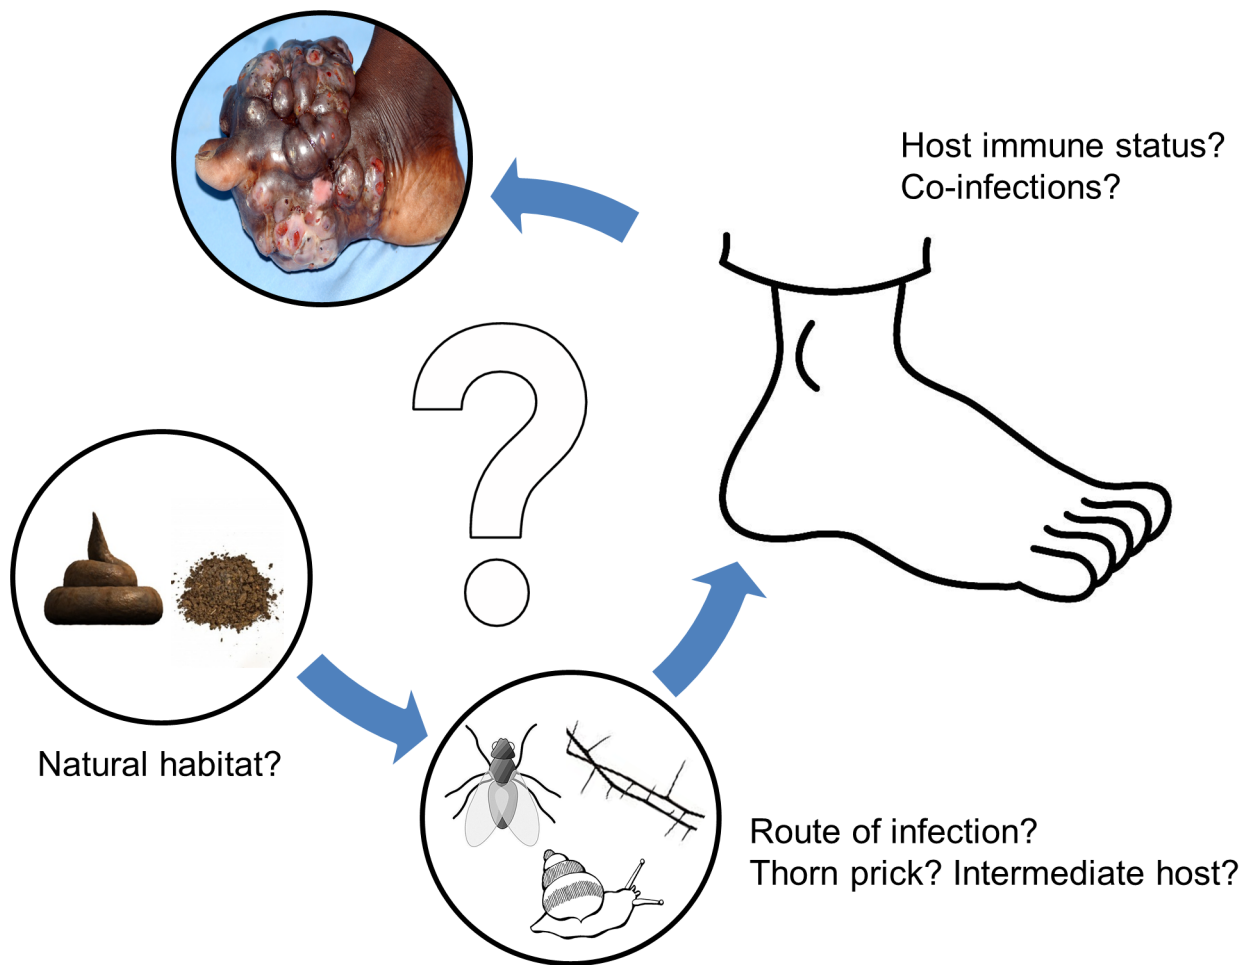 Host immune status?
Co-infections?
Natural habitat?
Route of infection?
Thorn prick? Intermediate host?